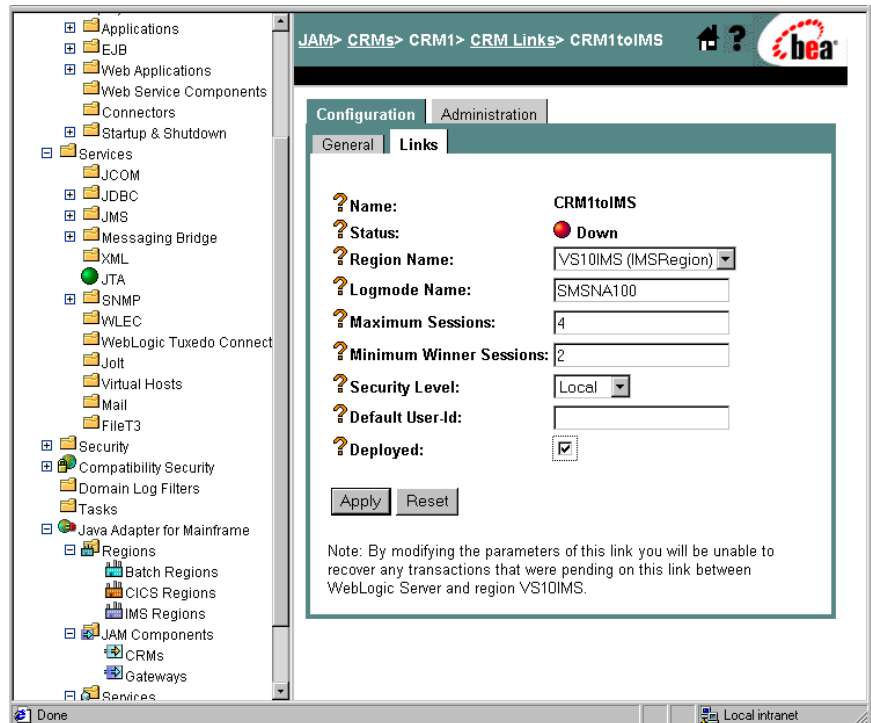 Applications
EJB
Web Applications
Web Service Components
Connectors
Startup & Shutdown
Services
JCOM
JDBC
JMS
Messaging Bridge
XML
JTA
SNMP
WLEC
WebLogic Tuxedo Connect
Jolt
Virtual Hosts
Mail
FileT3
Security
Compatibility Security
Domain Log Filters
Tasks
Java Adapter for Mainframe
Regions
Batch Regions
CICS Regions
IMS Regions
JAM Components
CRMs
Gateways
Services
JAM> CRMs> CRM1> CRM Links> CRM1toIMS
? bea
Configuration Administration
General Links
? Name: CRM1toIMS
? Status: Down
? Region Name: VS10IMS (IMSRegion)
? Logmode Name: SMSNA100
? Maximum Sessions: 4
? Minimum Winner Sessions: 2
? Security Level: Local
? Default User-Id:
? Deployed:
Apply Reset
Note: By modifying the parameters of this link you will be unable to
recover any transactions that were pending on this link between
WebLogic Server and region VS10IMS.
Done Local intranet